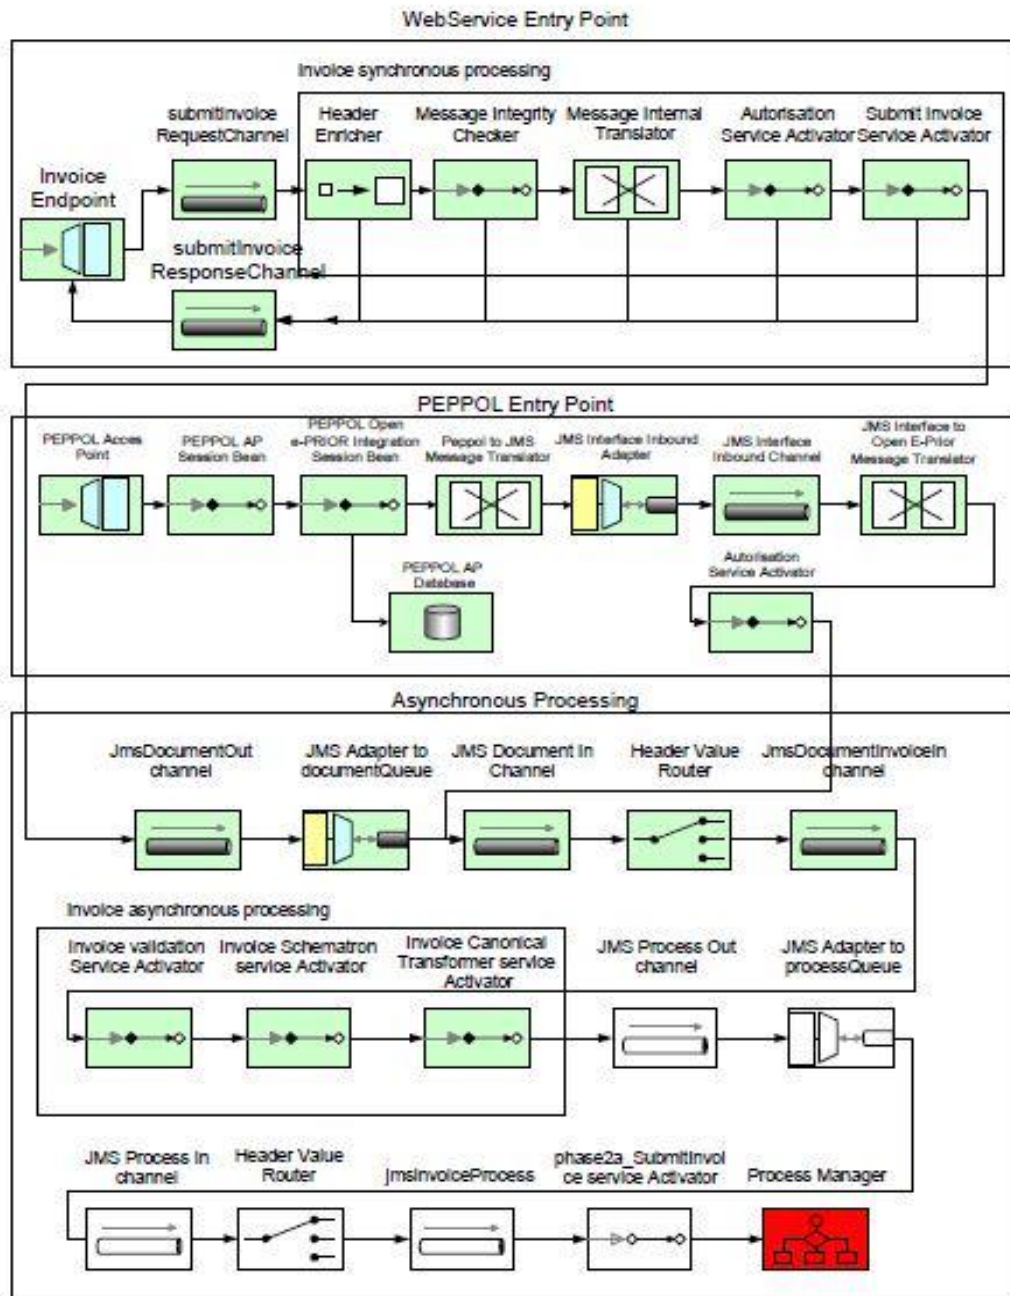 WebService Entry Point
Invoice synchronous processing
submitInvoice
RequestChannel
Header
Enricher
Message Integrity
Checker
Message Internal
Translator
Autorisation
Service Activator
Submit Invoice
Service Activator
Invoice
Endpoint
submitInvoice
ResponseChannel
PEPPOL Entry Point
PEPPOL Acces
Point
PEPPOL AP
Session Bean
PEPPOL Open
e-PRIOR Integration
Session Bean
Peppol to JMS
Message Translator
JMS Interface Inbound
Adapter
JMS Interface
Inbound Channel
JMS Interface to
Open E-Prior
Message Translator
PEPPOL AP
Database
Autorisation
Service Activator
Asynchronous Processing
JmsDocumentOut
channel
JMS Adapter to
documentQueue
JMS Document In
Channel
Header Value
Router
JmsDocumentInvoiceIn
channel
Invoice asynchronous processing
Invoice validation
Service Activator
Invoice Schematron
service Activator
Invoice Canonical
Transformer service
Activator
JMS Process Out
channel
JMS Adapter to
processQueue
JMS Process In
channel
Header Value
Router
jmsInvoiceProcess
phase2a_SubmitInvoi
ce service Activator
Process Manager